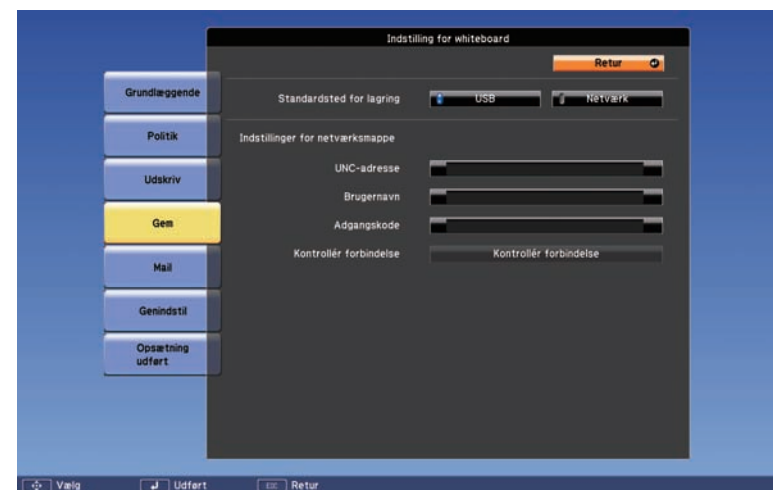 Indstilling for whiteboard
Retur
Grundlæggende
Politik
Udskriv
Gem
Mail
Genindstil
Opsætning
udført
Standardsted for lagring
USB
Netværk
Indstillinger for netværksmappe
UNC-adresse
Brugernavn
Adgangskode
Kontrollér forbindelse
Kontrollér forbindelse
Vælg
Udført
Esc
Retur